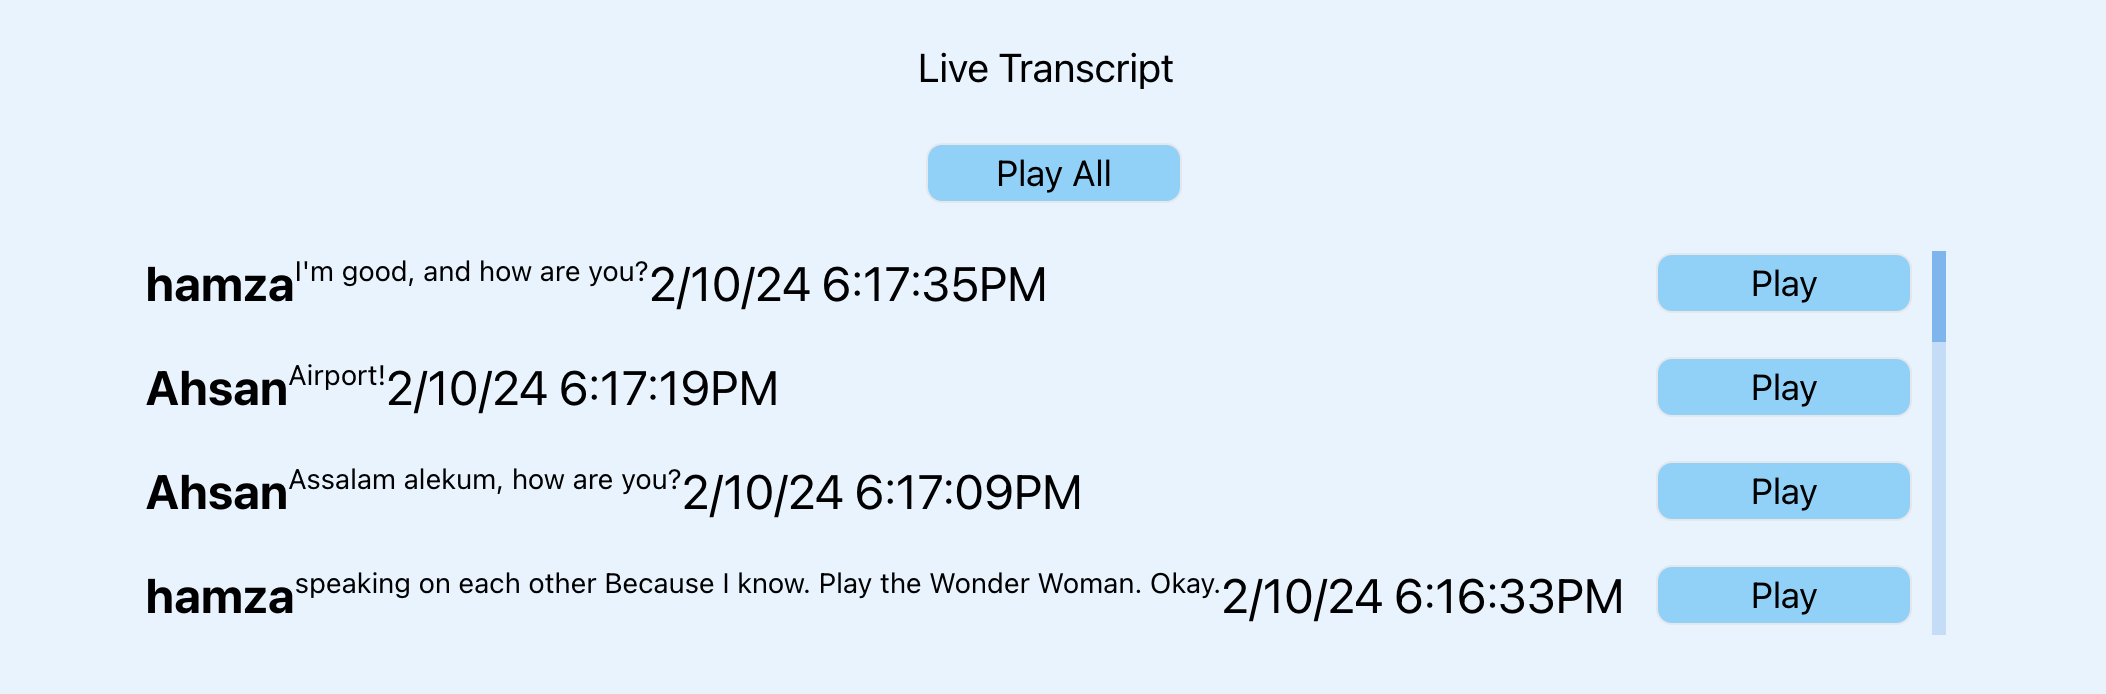 Live Transcript
Play All
hamza I'm good, and how are you? 2/10/24 6:17:35PM Play
Ahsan Airport! 2/10/24 6:17:19PM Play
Ahsan Assalam alekum, how are you? 2/10/24 6:17:09PM Play
hamza speaking on each other Because I know. Play the Wonder Woman. Okay. 2/10/24 6:16:33PM Play